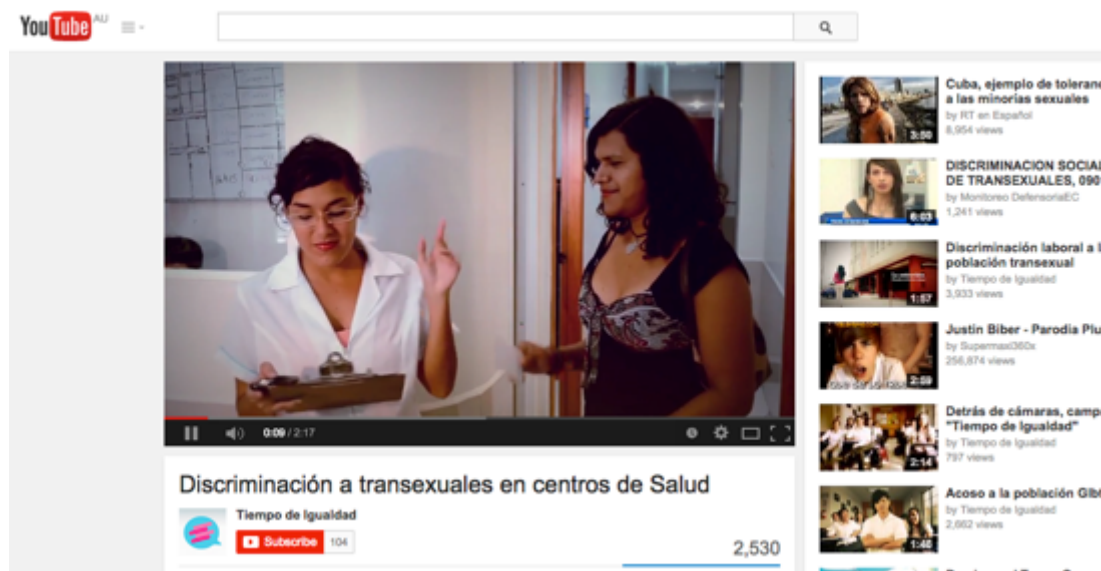 YouTube AU
0:09 / 2:17
Discriminación a transexuales en centros de Salud
Tiempo de Igualdad
Subscribe 104
2,530
Cuba, ejemplo de toleran
a las minorías sexuales
by RT en Español
8,954 views
3:50
DISCRIMINACION SOCIAL
DE TRANSEXUALES, 090
by Monitoreo DefensoriaEC
1,241 views
6:03
Discriminación laboral a l
población transexual
by Tiempo de Igualdad
3,933 views
1:57
Justin Biber - Parodia Plu
by Supermaxi360x
256,874 views
2:59
Detrás de cámaras, camp
"Tiempo de Igualdad"
by Tiempo de Igualdad
797 views
2:14
Acoso a la población Glb
by Tiempo de Igualdad
2,662 views
1:46